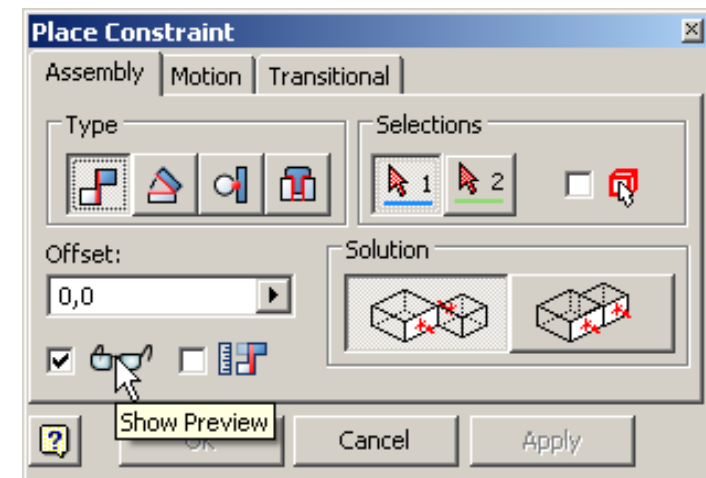 Place Constraint
Assembly Motion Transitional
Type
Selections
1 2
Offset:
Solution
0,0
Show Preview
Cancel
Apply